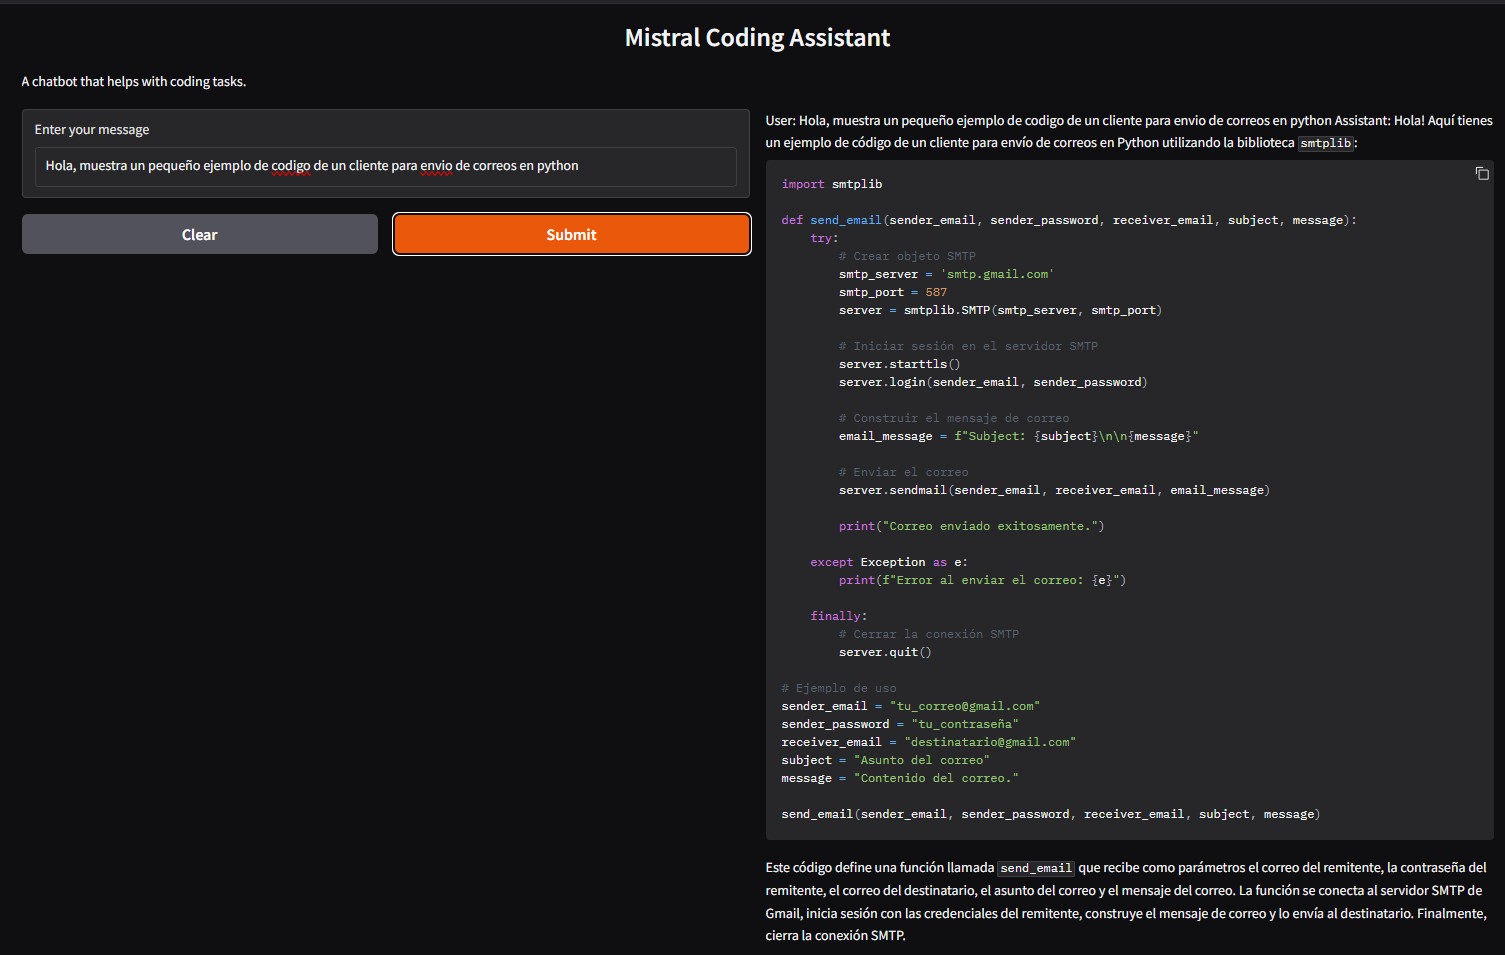 Mistral Coding Assistant
A chatbot that helps with coding tasks.
Enter your message
Hola, muestra un pequeño ejemplo de codigo de un cliente para envio de correos en python
Clear
Submit
User: Hola, muestra un pequeño ejemplo de codigo de un cliente para envio de correos en python Assistant: Hola! Aquí tienes
un ejemplo de código de un cliente para envío de correos en Python utilizando la biblioteca smtplib:
import smtplib

def send_email(sender_email, sender_password, receiver_email, subject, message):
    try:
        # Crear objeto SMTP
        smtp_server = 'smtp.gmail.com'
        smtp_port = 587
        server = smtplib.SMTP(smtp_server, smtp_port)

        # Iniciar sesión en el servidor SMTP
        server.starttls()
        server.login(sender_email, sender_password)

        # Construir el mensaje de correo
        email_message = f"Subject: {subject}\n\n{message}"

        # Enviar el correo
        server.sendmail(sender_email, receiver_email, email_message)

        print("Correo enviado exitosamente.")

    except Exception as e:
        print(f"Error al enviar el correo: {e}")

    finally:
        # Cerrar la conexión SMTP
        server.quit()

# Ejemplo de uso
sender_email = "tu_correo@gmail.com"
sender_password = "tu_contraseña"
receiver_email = "destinatario@gmail.com"
subject = "Asunto del correo"
message = "Contenido del correo."

send_email(sender_email, sender_password, receiver_email, subject, message)
Este código define una función llamada send_email que recibe como parámetros el correo del remitente, la contraseña del
remitente, el correo del destinatario, el asunto del correo y el mensaje del correo. La función se conecta al servidor SMTP de
Gmail, inicia sesión con las credenciales del remitente, construye el mensaje de correo y lo envía al destinatario. Finalmente,
cierra la conexión SMTP.